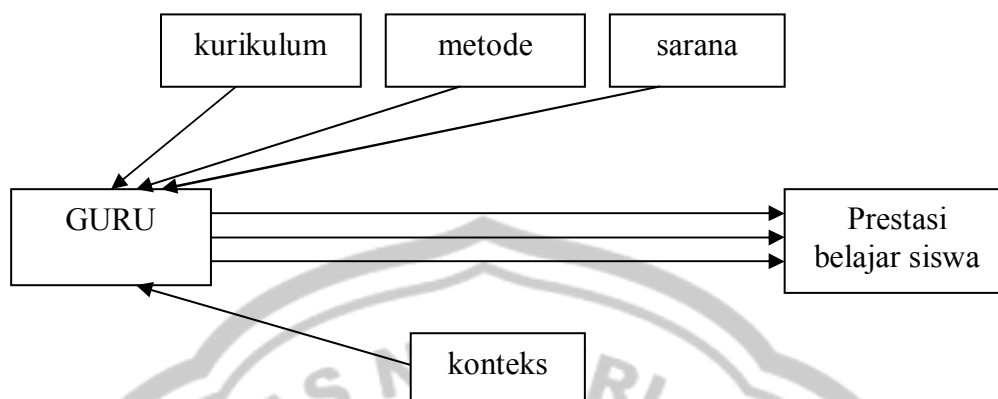 kurikulum
metode
sarana
GURU
Prestasi
belajar siswa
konteks